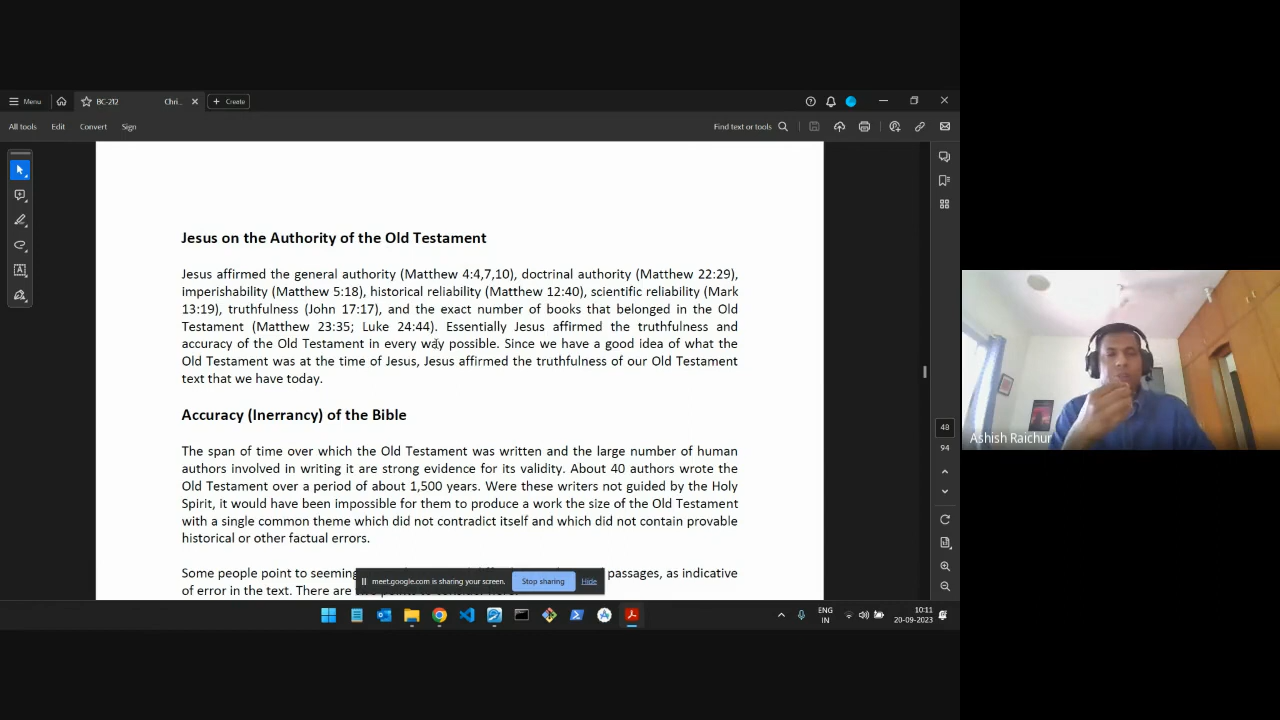 Menu
BC-212
Chri...
Create
All tools
Edit
Convert
Sign
Find text or tools
Jesus on the Authority of the Old Testament
Jesus affirmed the general authority (Matthew 4:4,7,10), doctrinal authority (Matthew 22:29),
imperishability (Matthew 5:18), historical reliability (Matthew 12:40), scientific reliability (Mark
13:19), truthfulness (John 17:17), and the exact number of books that belonged in the Old
Testament (Matthew 23:35; Luke 24:44). Essentially Jesus affirmed the truthfulness and
accuracy of the Old Testament in every way possible. Since we have a good idea of what the
Old Testament was at the time of Jesus, Jesus affirmed the truthfulness of our Old Testament
text that we have today.
Accuracy (Inerrancy) of the Bible
The span of time over which the Old Testament was written and the large number of human
authors involved in writing it are strong evidence for its validity. About 40 authors wrote the
Old Testament over a period of about 1,500 years. Were these writers not guided by the Holy
Spirit, it would have been impossible for them to produce a work the size of the Old Testament
with a single common theme which did not contradict itself and which did not contain provable
historical or other factual errors.
Some people point to seeming passages, as indicative
of error in the text. There are
meet.google.com is sharing your screen.
Stop sharing
Hide
48
94
Ashish Raichur
ENG
IN
10:11
20-09-2023